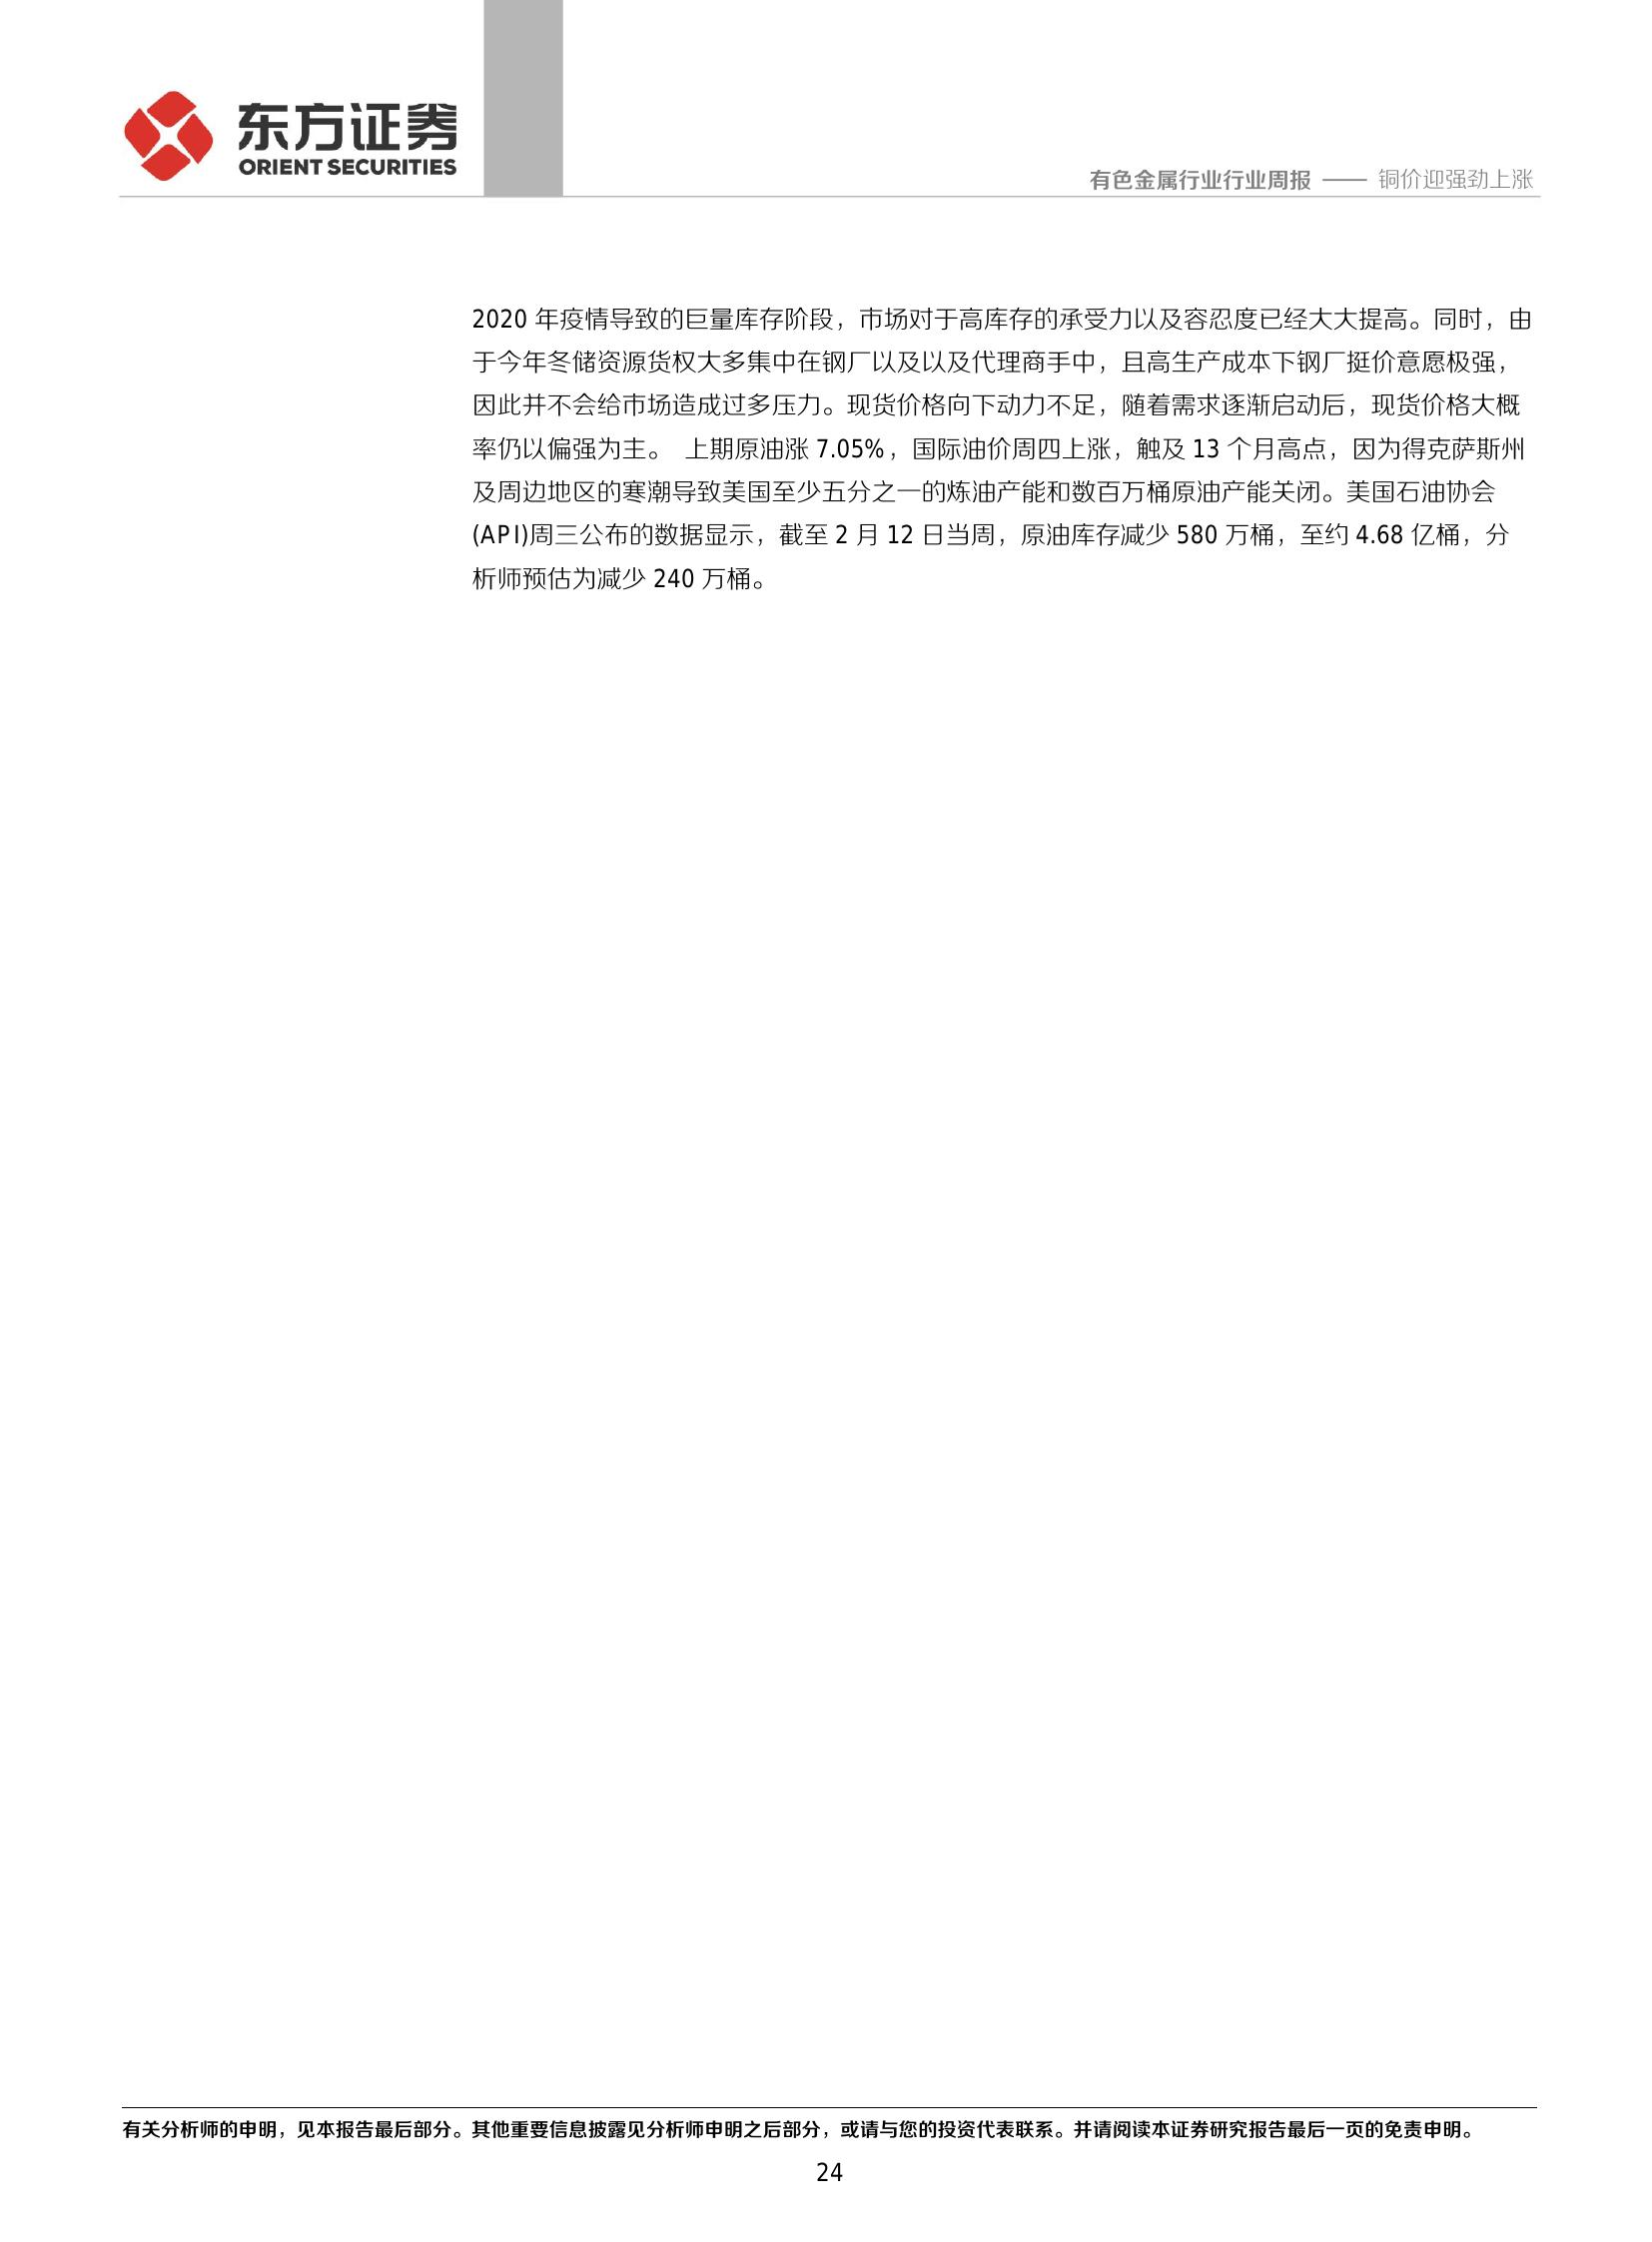 东方证券
ORIENT SECURITIES
有色金属行业行业周报 —— 铜价迎强劲上涨
2020 年疫情导致的巨量库存阶段，市场对于高库存的承受力以及容忍度已经大大提高。同时，由
于今年冬储资源货权大多集中在钢厂以及以及代理商手中，且高生产成本下钢厂挺价意愿极强，
因此并不会给市场造成过多压力。现货价格向下动力不足，随着需求逐渐启动后，现货价格大概
率仍以偏强为主。 上期原油涨 7.05%，国际油价周四上涨，触及 13 个月高点，因为得克萨斯州
及周边地区的寒潮导致美国至少五分之一的炼油产能和数百万桶原油产能关闭。美国石油协会
(API)周三公布的数据显示，截至 2 月 12 日当周，原油库存减少 580 万桶，至约 4.68 亿桶，分
析师预估为减少 240 万桶。
有关分析师的申明，见本报告最后部分。其他重要信息披露见分析师申明之后部分，或请与您的投资代表联系。并请阅读本证券研究报告最后一页的免责申明。
24